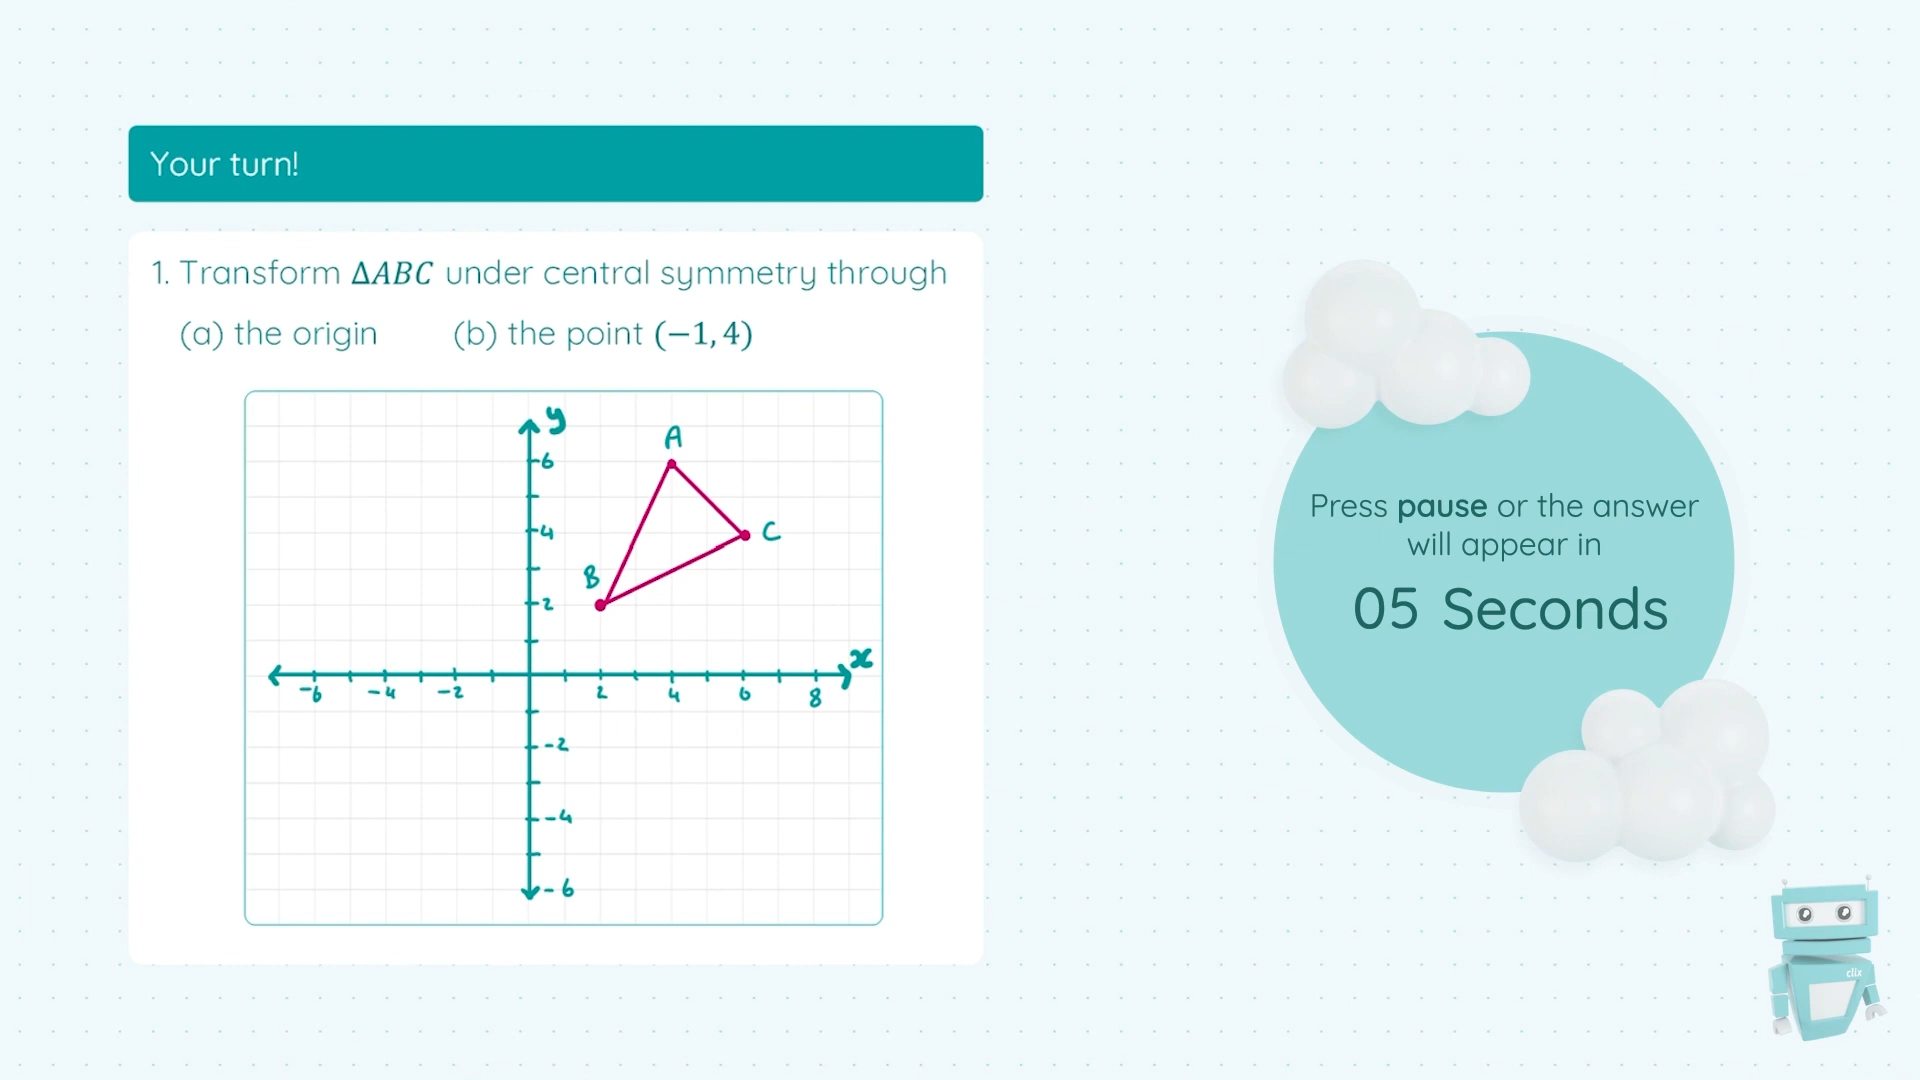 Your turn!
1. Transform ΔABC under central symmetry through
(a) the origin (b) the point (−1, 4)
y
A
6
4
C
B
2
x
-6 -4 -2 2 4 6 8
-2
-4
-6
Press pause or the answer
will appear in
05 Seconds
clix